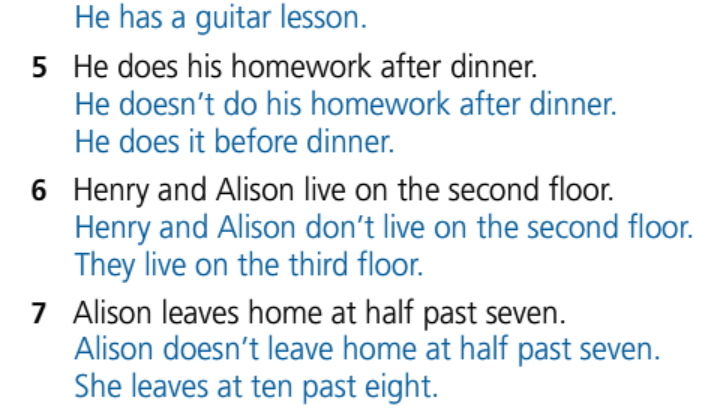 He has a guitar lesson.
5 He does his homework after dinner.
He doesn't do his homework after dinner.
He does it before dinner.
6 Henry and Alison live on the second floor.
Henry and Alison don't live on the second floor.
They live on the third floor.
7 Alison leaves home at half past seven.
Alison doesn't leave home at half past seven.
She leaves at ten past eight.